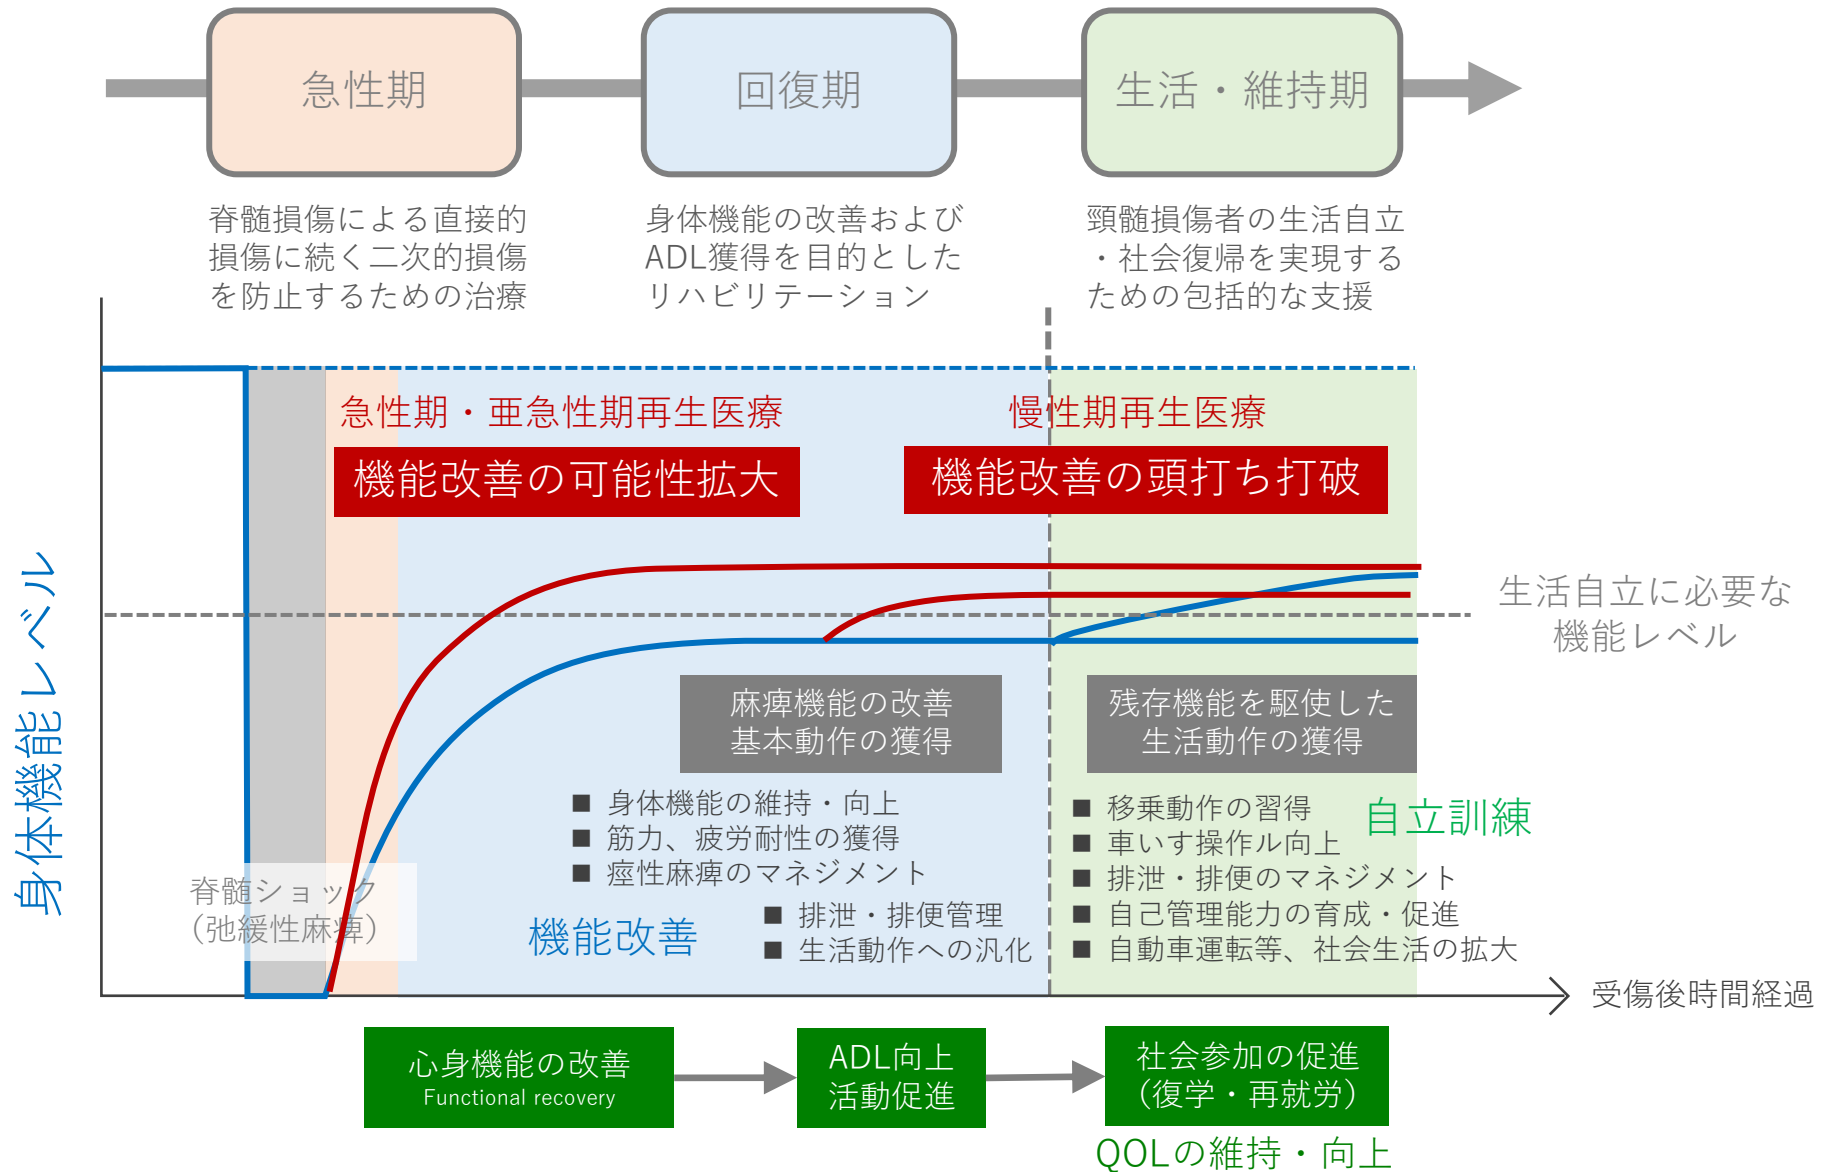 急性期
回復期
生活・維持期
脊髄損傷による直接的
損傷に続く二次的損傷
を防止するための治療
身体機能の改善および
ADL獲得を目的とした
リハビリテーション
頸髄損傷者の生活自立
・社会復帰を実現する
ための包括的な支援
急性期・亜急性期再生医療
機能改善の可能性拡大
慢性期再生医療
機能改善の頭打ち打破
身体機能レベル
生活自立に必要な
機能レベル
麻痺機能の改善
基本動作の獲得
残存機能を駆使した
生活動作の獲得
■ 身体機能の維持・向上
■ 筋力、疲労耐性の獲得
■ 痙性麻痺のマネジメント
■ 排泄・排便管理
■ 生活動作への汎化
機能改善
自立訓練
■ 移乗動作の習得
■ 車いす操作ル向上
■ 排泄・排便のマネジメント
■ 自己管理能力の育成・促進
■ 自動車運転等、社会生活の拡大
脊髄ショック
（弛緩性麻痺）
受傷後時間経過
心身機能の改善
Functional recovery
ADL向上
活動促進
社会参加の促進
（復学・再就労）
QOLの維持・向上